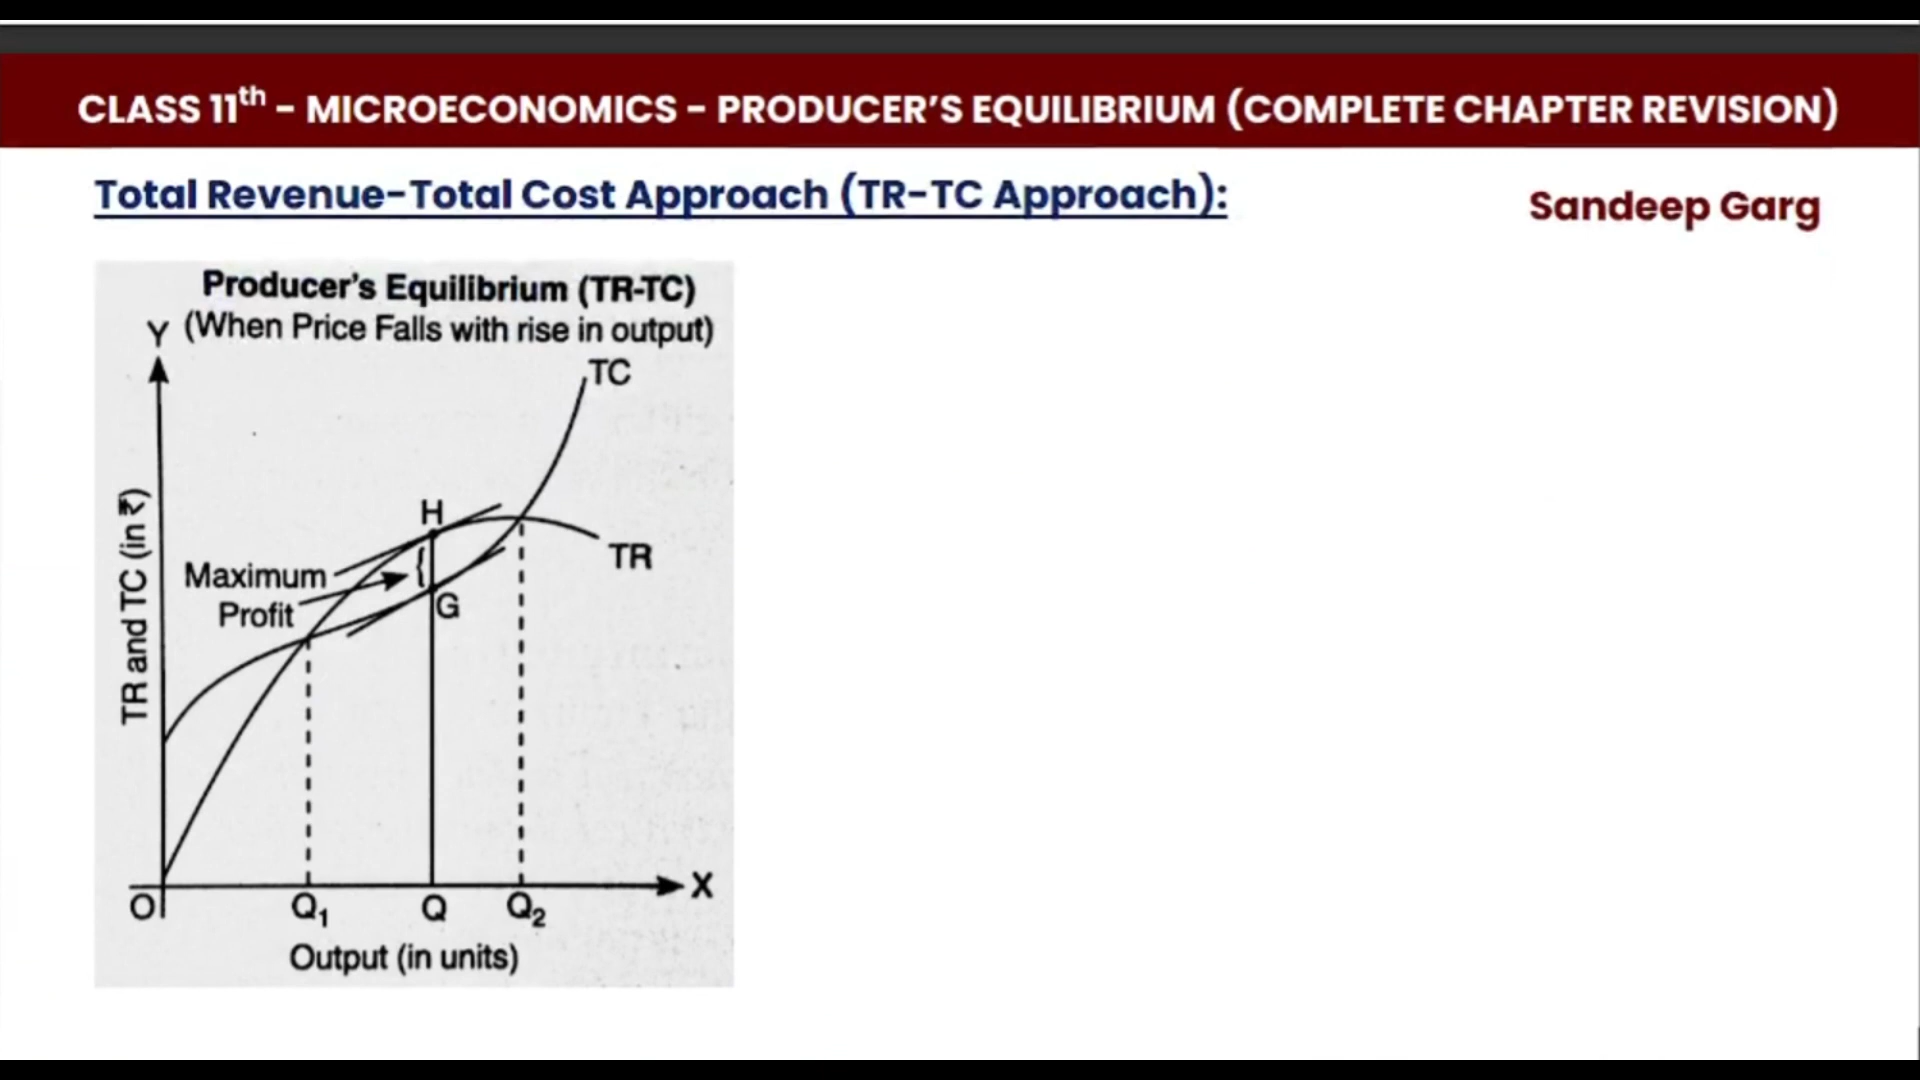 CLASS 11th – MICROECONOMICS – PRODUCER'S EQUILIBRIUM (COMPLETE CHAPTER REVISION)
Total Revenue-Total Cost Approach (TR-TC Approach):
Sandeep Garg
Producer's Equilibrium (TR-TC)
(When Price Falls with rise in output)
Y
TC
H
TR
Maximum
Profit
G
TR and TC (in ₹)
X
O
Q1
Q
Q2
Output (in units)